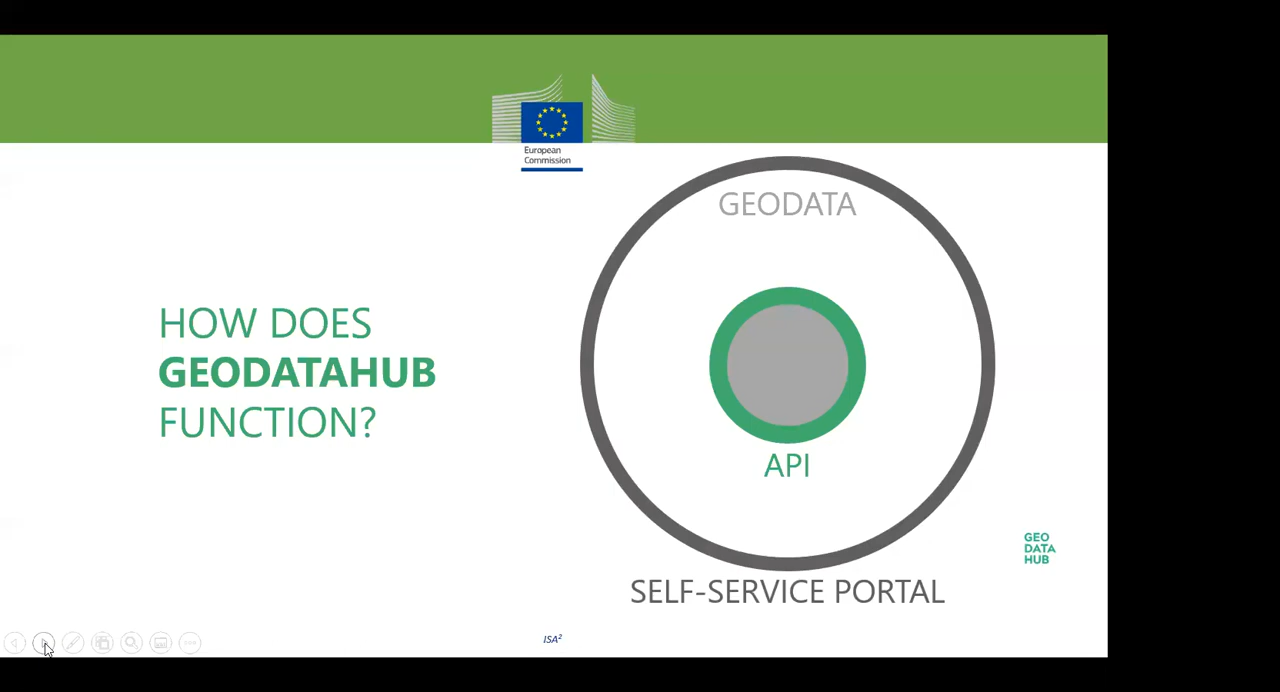 European
Commission
GEODATA
HOW DOES
GEODATAHUB
FUNCTION?
API
GEO
DATA
HUB
SELF-SERVICE PORTAL
ISA²